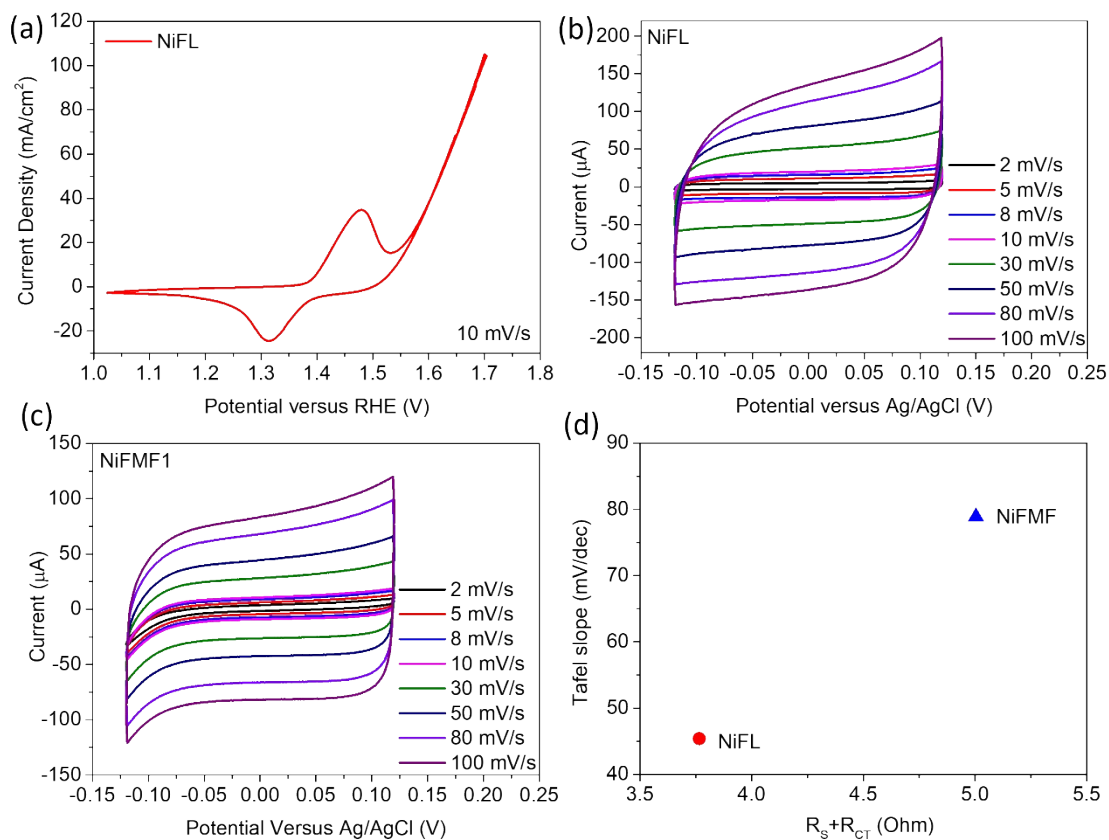 (a)
NiFL
120
100
80
60
40
20
0
-20
1.0 1.1 1.2 1.3 1.4 1.5 1.6 1.7 1.8
10 mV/s
Current Density (mA/cm²)
Potential versus RHE (V)
(b)
NiFL
200
150
100
50
0
-50
-100
-150
-200
-0.15 -0.10 -0.05 0.00 0.05 0.10 0.15 0.20 0.25
2 mV/s
5 mV/s
8 mV/s
10 mV/s
30 mV/s
50 mV/s
80 mV/s
100 mV/s
Current (μA)
Potential versus Ag/AgCl (V)
(c)
NiFMF1
150
100
50
0
-50
-100
-150
-0.15 -0.10 -0.05 0.00 0.05 0.10 0.15 0.20 0.25
2 mV/s
5 mV/s
8 mV/s
10 mV/s
30 mV/s
50 mV/s
80 mV/s
100 mV/s
Current (μA)
Potential Versus Ag/AgCl (V)
(d)
90
80
70
60
50
40
3.5 4.0 4.5 5.0 5.5
NiFMF
NiFL
Tafel slope (mV/dec)
R_S+R_CT (Ohm)